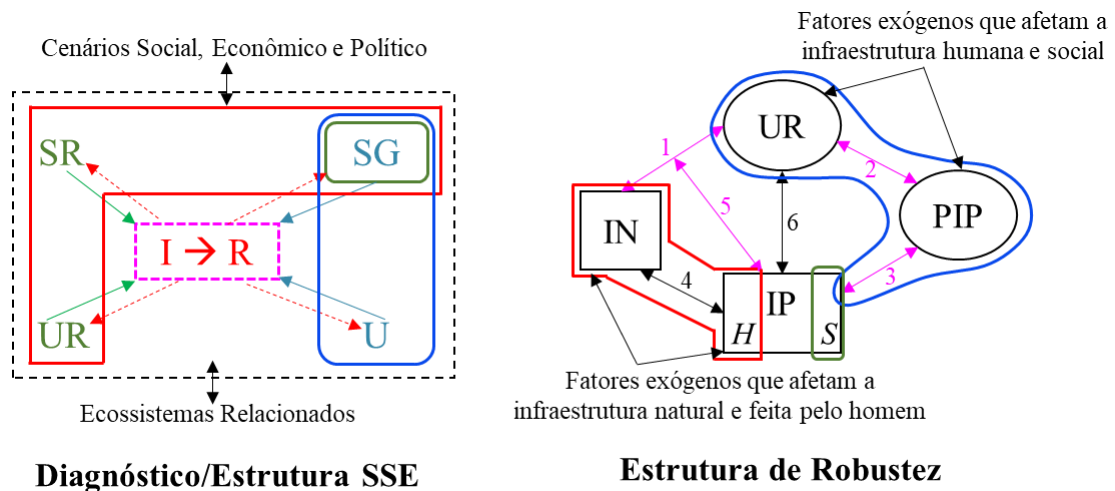 Cenários Social, Econômico e Político
SR
SG
I → R
UR
U
Ecossistemas Relacionados
Diagnóstico/Estrutura SSE
Fatores exógenos que afetam a
infraestrutura humana e social
UR
1
2
5
PIP
IN
6
3
4
IP
H
S
Fatores exógenos que afetam a
infraestrutura natural e feita pelo homem
Estrutura de Robustez